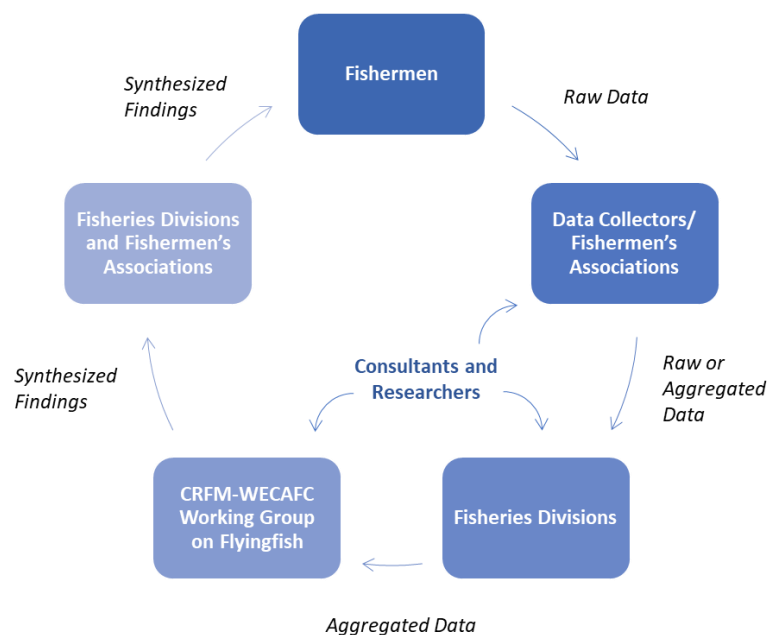 Fishermen
Synthesized
Findings
Raw Data
Fisheries Divisions
and Fishermen’s
Associations
Data Collectors/
Fishermen’s
Associations
Consultants and
Researchers
Synthesized
Findings
Raw or
Aggregated
Data
CRFM-WECAFC
Working Group
on Flyingfish
Fisheries Divisions
Aggregated Data